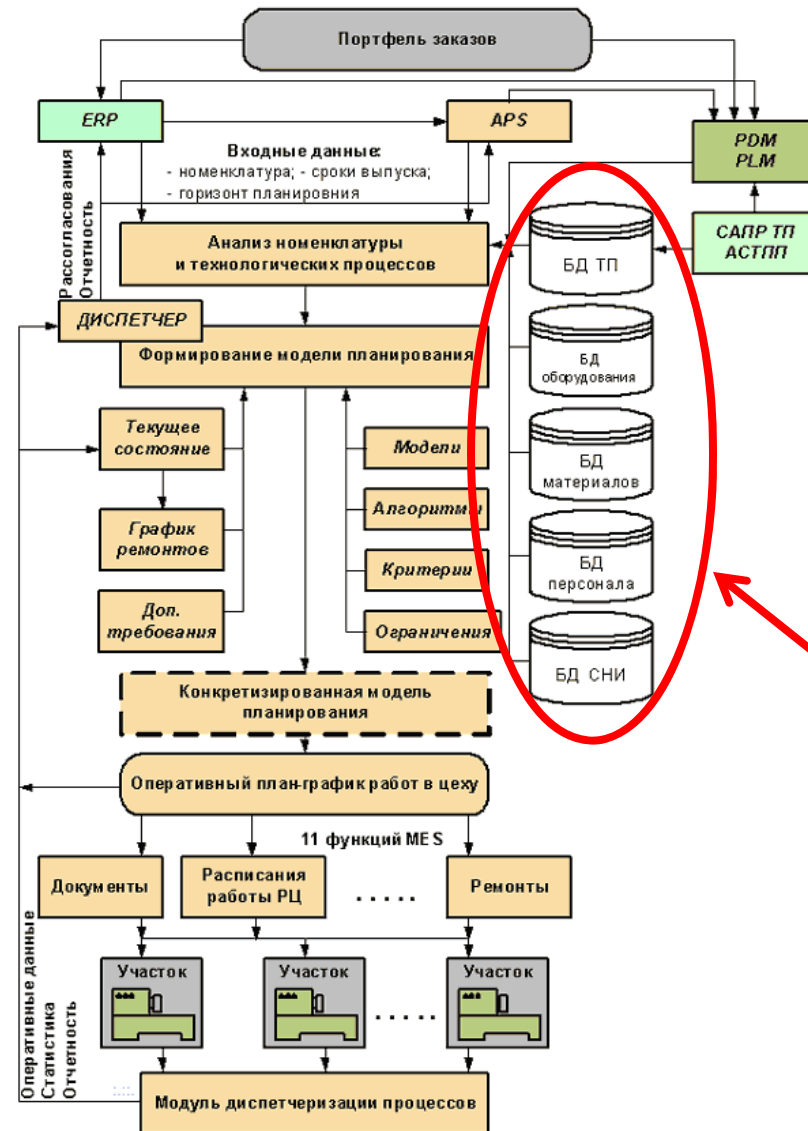 Портфель заказов
ERP
APS
PDM
PLM
Входные данные:
- номенклатура; - сроки выпуска;
- горизонт планировния
САПР ТП
АСТПП
Рассогласования
Отчетность
Анализ номенклатуры
и технологических процессов
БД ТП
ДИСПЕТЧЕР
Формирование модели планирования
БД
оборудования
Текущее
состояние
Модели
БД
материалов
График
ремонтов
Алгоритмы
Критерии
БД
персонала
Доп.
требования
Ограничения
БД СНИ
Конкретизированная модель
планирования
Оперативный план-график работ в цеху
11 функций MES
Документы
Расписания
работы РЦ
. . . . .
Ремонты
Участок
Участок
. . . . .
Участок
Оперативные данные
Статистика
Отчетность
Модуль диспетчеризации процессов